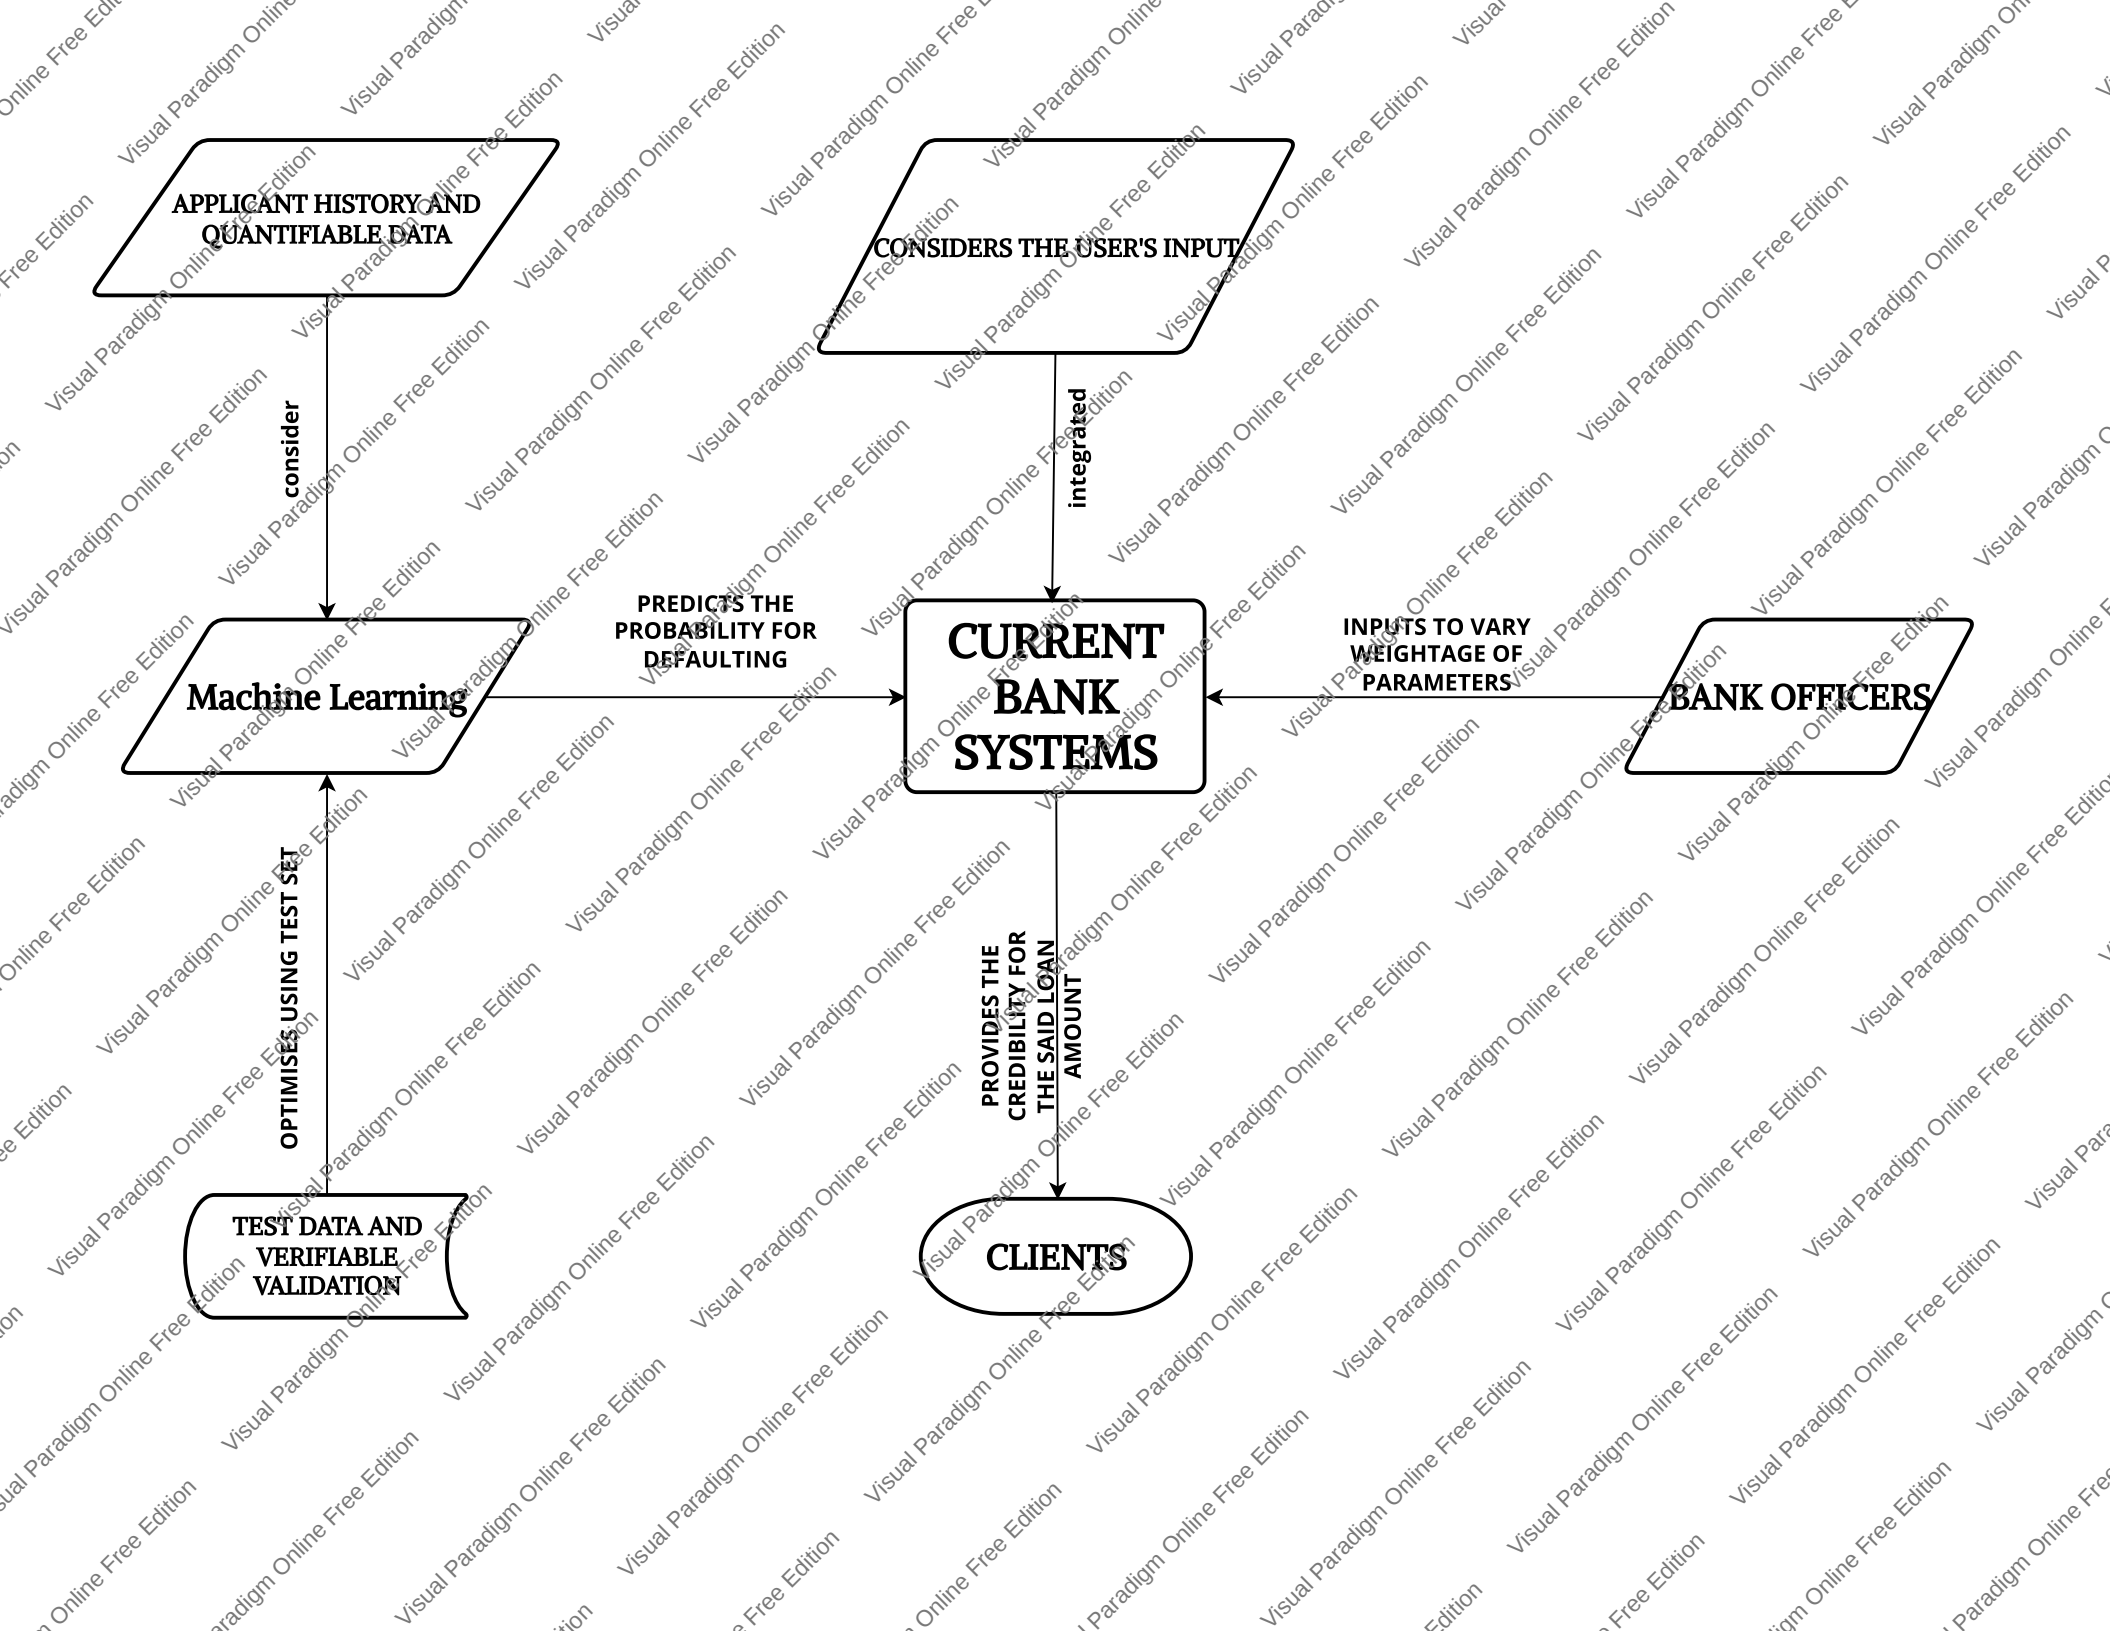 APPLICANT HISTORY AND
QUANTIFIABLE DATA
CONSIDERS THE USER'S INPUT
consider
integrated
PREDICTS THE
PROBABILITY FOR
DEFAULTING
INPUTS TO VARY
WEIGHTAGE OF
PARAMETERS
Machine Learning
CURRENT
BANK
SYSTEMS
BANK OFFICERS
OPTIMISES USING TEST SET
PROVIDES THE
CREDIBILITY FOR
THE SAID LOAN
AMOUNT
TEST DATA AND
VERIFIABLE
VALIDATION
CLIENTS
Visual Paradigm Online Free Edition